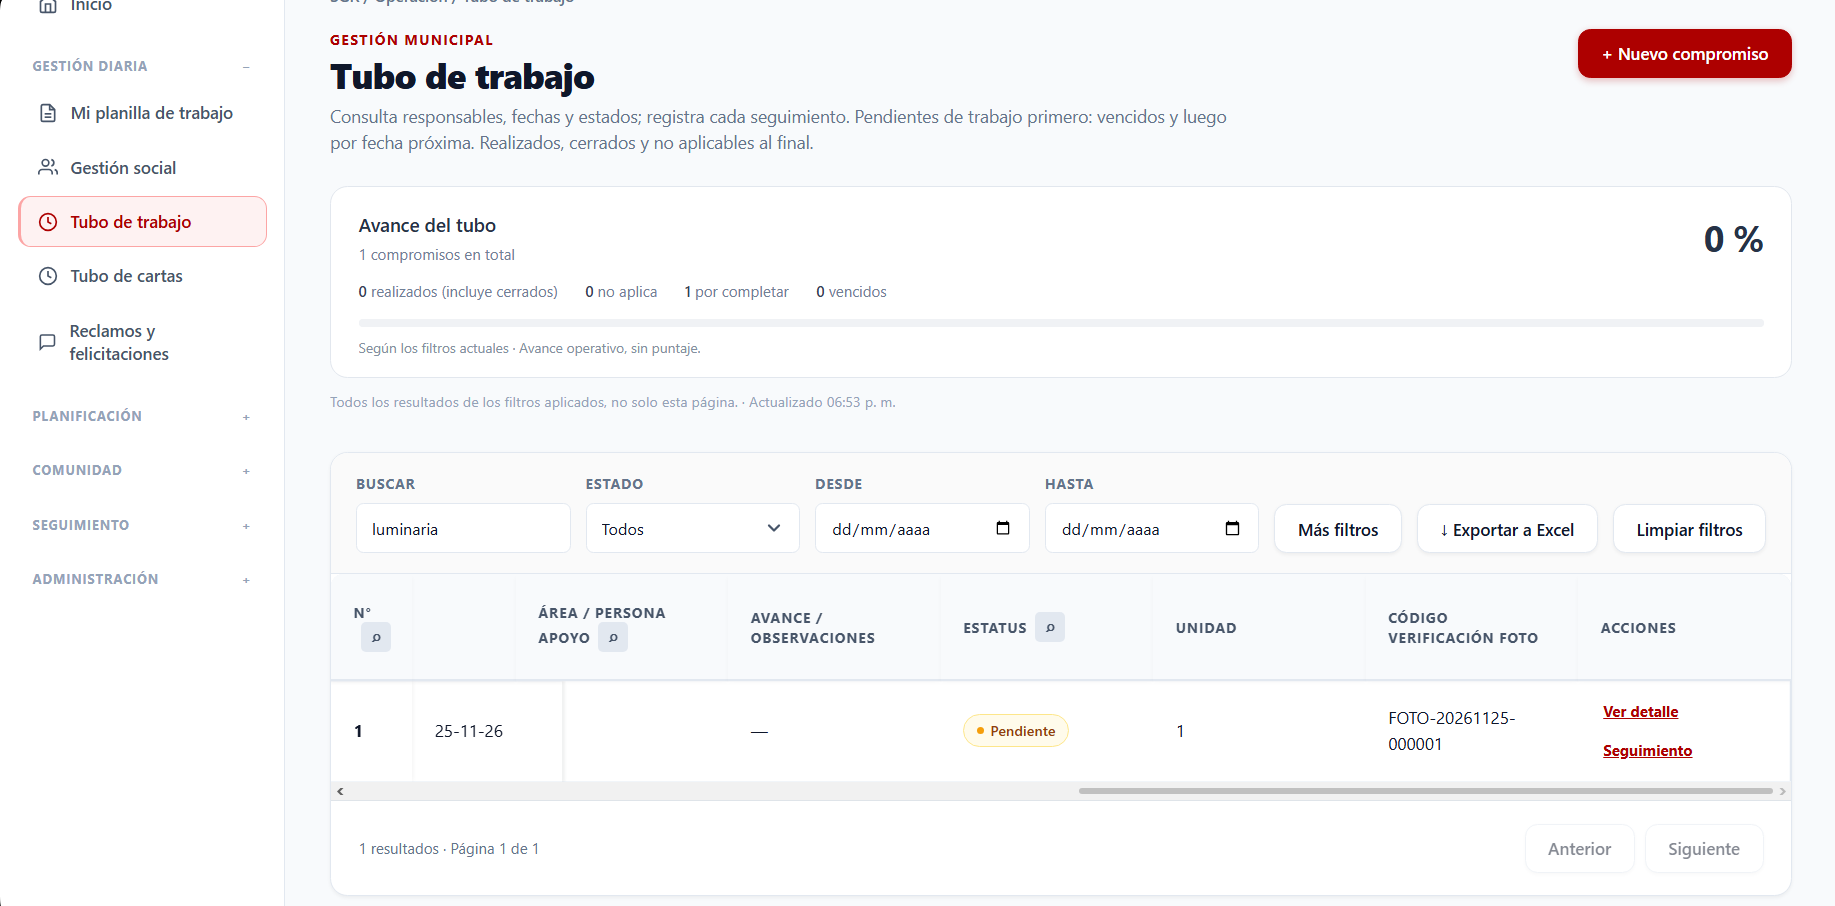 Inicio
GESTIÓN DIARIA −
Mi planilla de trabajo
Gestión social
Tubo de trabajo
Tubo de cartas
Reclamos y
felicitaciones
PLANIFICACIÓN +
COMUNIDAD +
SEGUIMIENTO +
ADMINISTRACIÓN +
GESTIÓN MUNICIPAL
Tubo de trabajo
+ Nuevo compromiso
Consulta responsables, fechas y estados; registra cada seguimiento. Pendientes de trabajo primero: vencidos y luego
por fecha próxima. Realizados, cerrados y no aplicables al final.
Avance del tubo
0 %
1 compromisos en total
0 realizados (incluye cerrados) 0 no aplica 1 por completar 0 vencidos
Según los filtros actuales · Avance operativo, sin puntaje.
Todos los resultados de los filtros aplicados, no solo esta página. · Actualizado 06:53 p. m.
BUSCAR ESTADO DESDE HASTA
luminaria Todos dd/mm/aaaa dd/mm/aaaa Más filtros ↓ Exportar a Excel Limpiar filtros
N°
ÁREA / PERSONA
APOYO
AVANCE /
OBSERVACIONES
ESTATUS
UNIDAD
CÓDIGO
VERIFICACIÓN FOTO
ACCIONES
1 25-11-26 — Pendiente 1
FOTO-20261125-
000001
Ver detalle
Seguimiento
1 resultados · Página 1 de 1
Anterior Siguiente